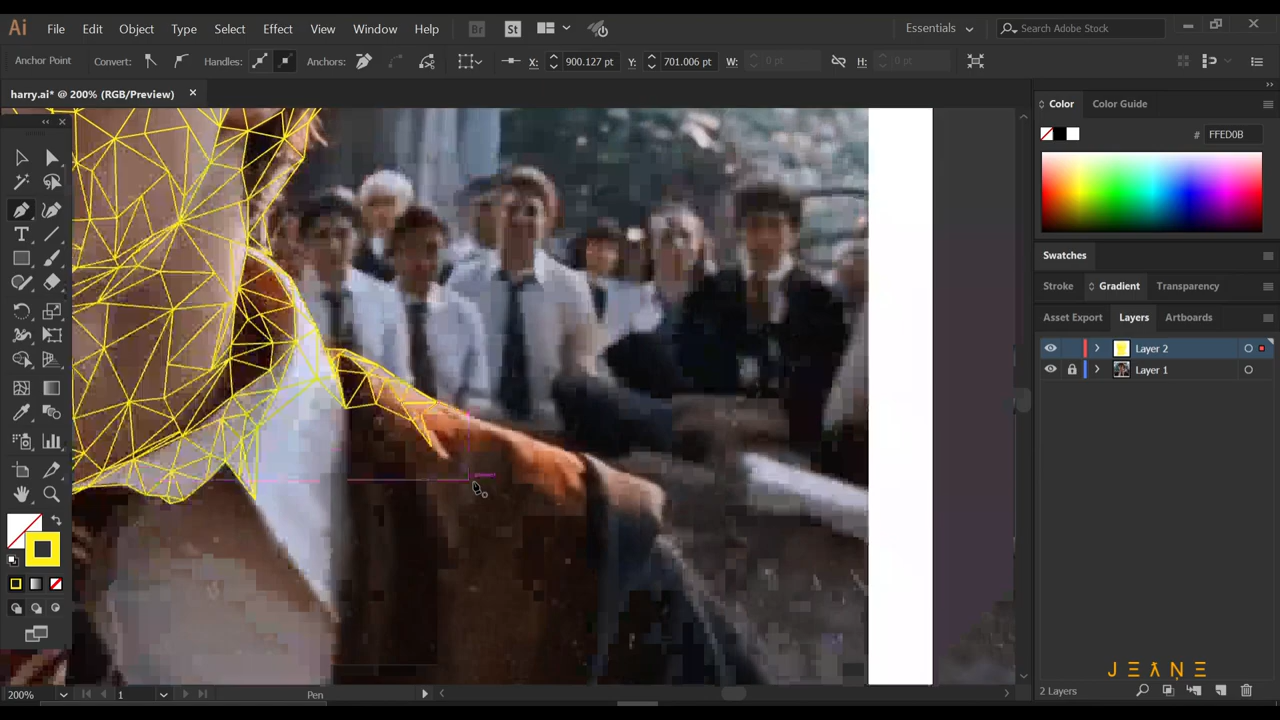 Ai File Edit Object Type Select Effect View Window Help Br St Essentials Search Adobe Stock
Anchor Point Convert: Handles: Anchors: X: 900.127 pt Y: 701.006 pt W: 0 pt H: 0 pt
harry.ai* @ 200% (RGB/Preview)
Color Color Guide
# FFED0B
Swatches
Stroke Gradient Transparency
Asset Export Layers Artboards
Layer 2
Layer 1
JEANE
200% 1 Pen 2 Layers